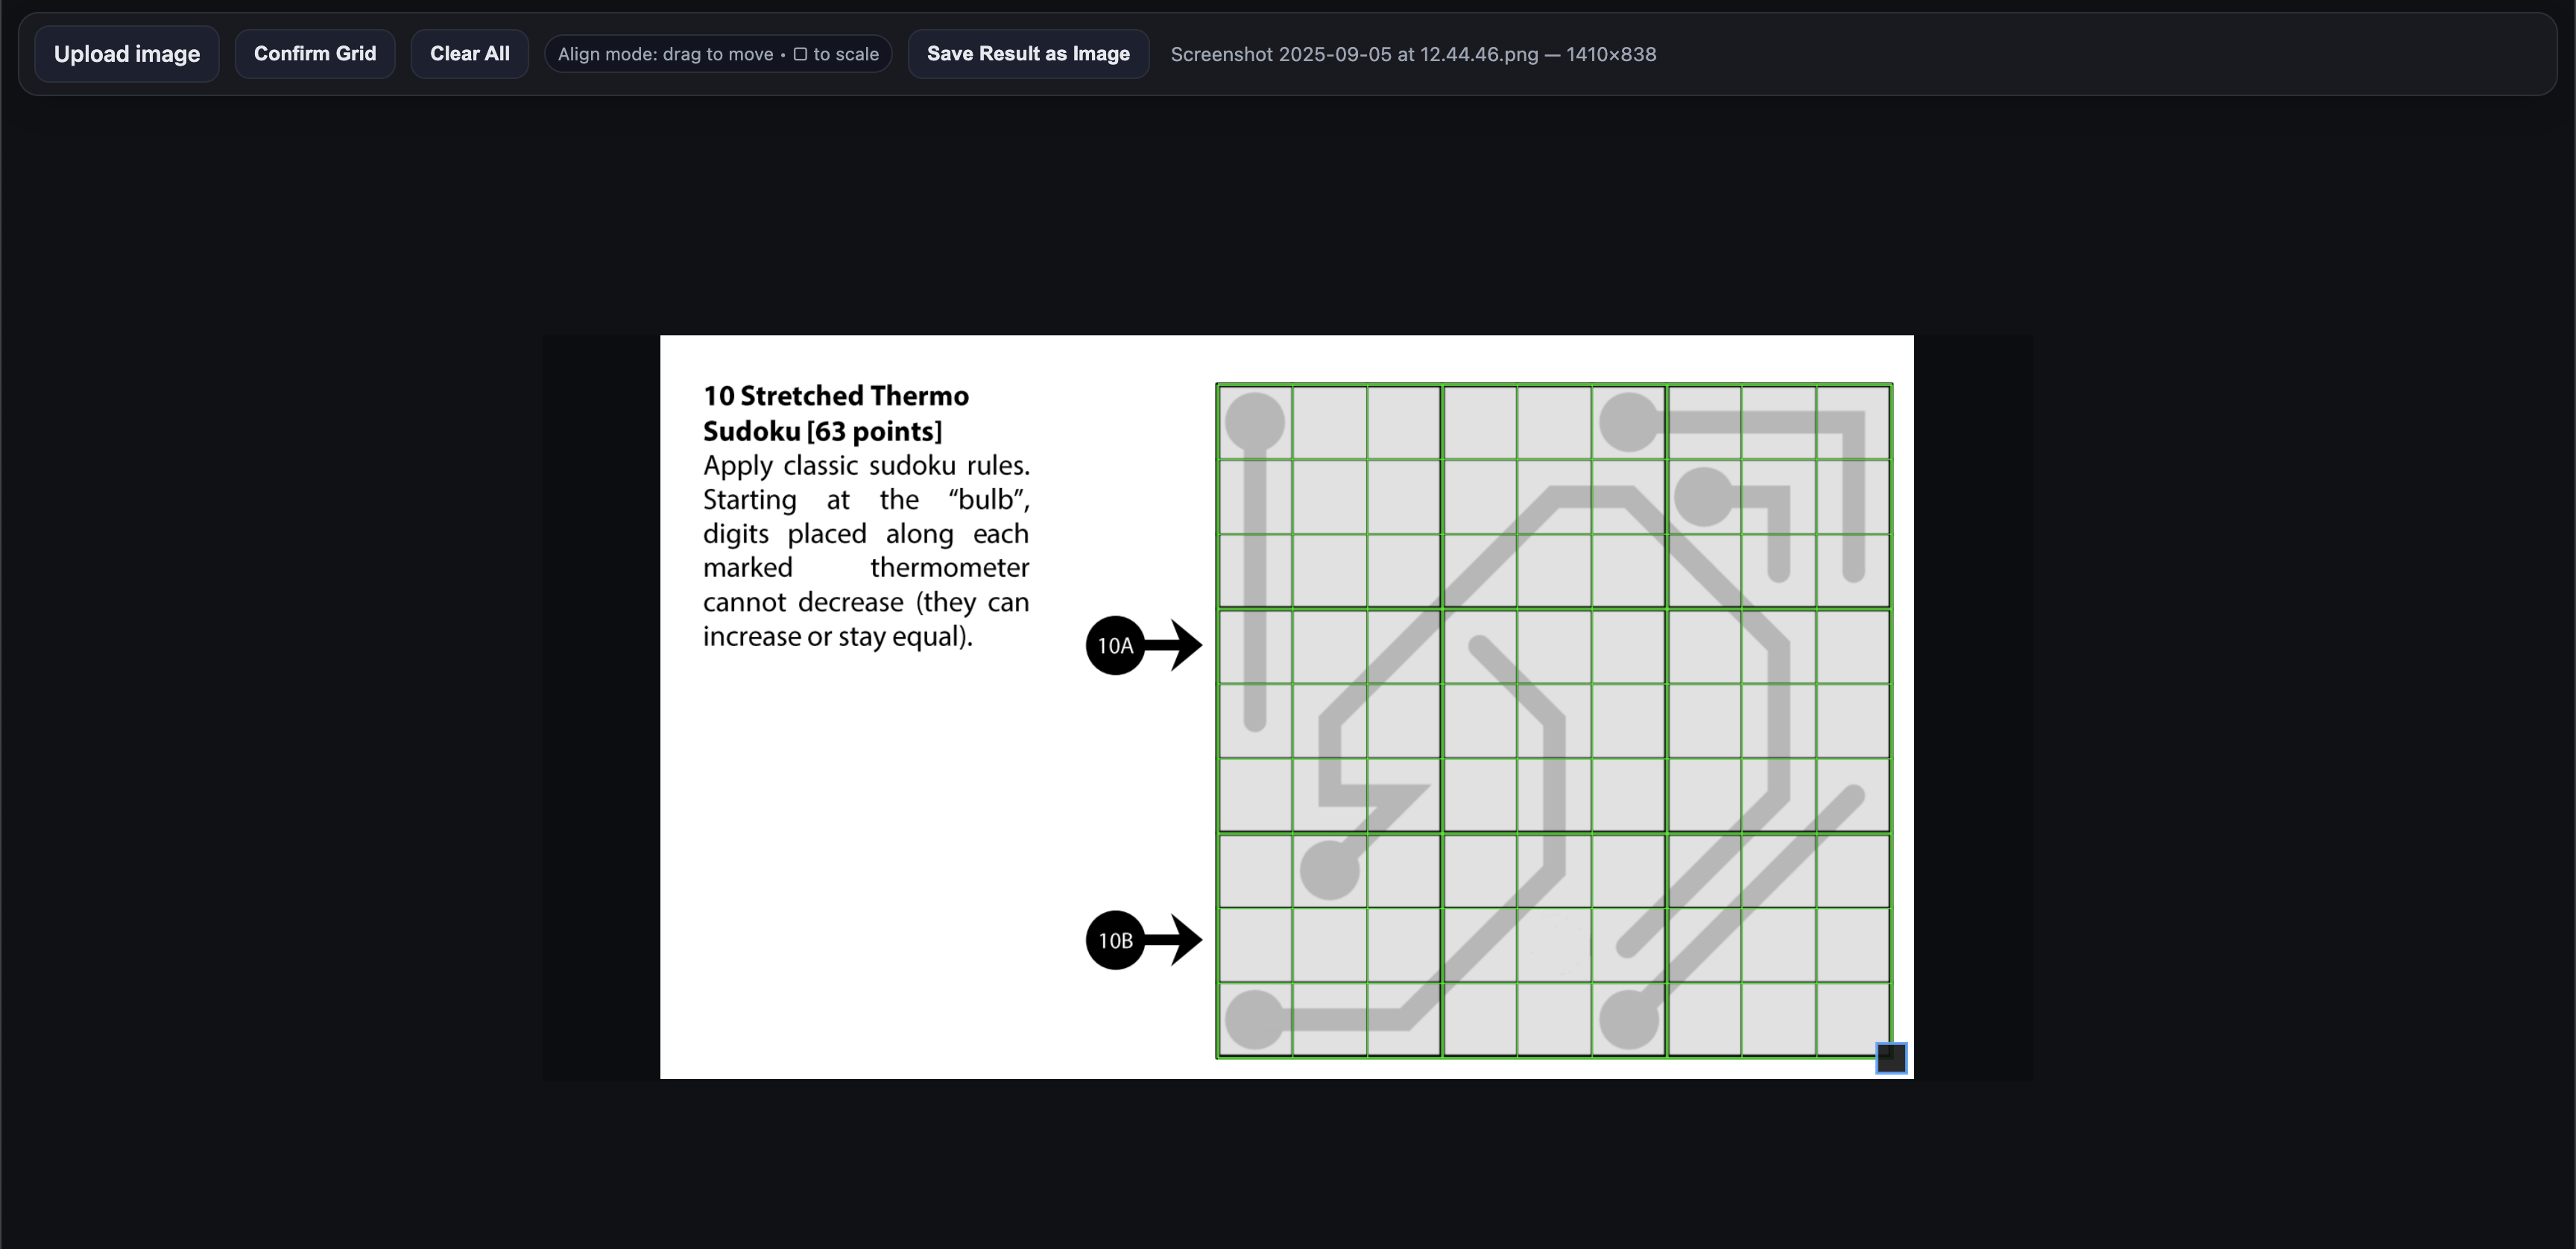 Upload image
Confirm Grid
Clear All
Align mode: drag to move • ☐ to scale
Save Result as Image
Screenshot 2025-09-05 at 12.44.46.png — 1410×838
10 Stretched Thermo
Sudoku [63 points]
Apply classic sudoku rules.
Starting at the “bulb”,
digits placed along each
marked thermometer
cannot decrease (they can
increase or stay equal).
10A
10B